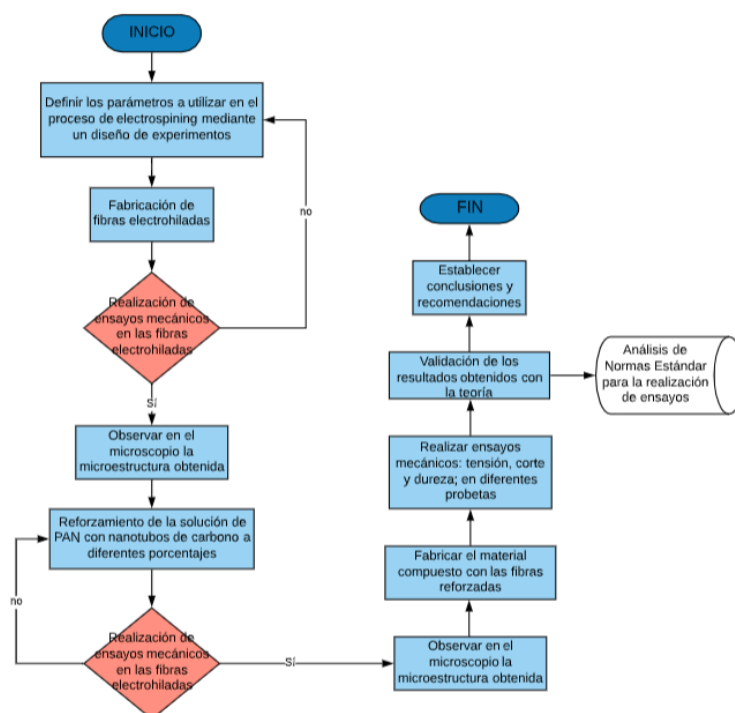 INICIO
Definir los parámetros a utilizar en el
proceso de electrospining mediante
un diseño de experimentos
Fabricación de
fibras electrohiladas
no
Realización de
ensayos mecánicos
en las fibras
electrohiladas
Sí
Observar en el
microscopio la
microestructura obtenida
Reforzamiento de la solución de
PAN con nanotubos de carbono a
diferentes porcentajes
no
Realización de
ensayos mecánicos
en las fibras
electrohiladas
Sí
Observar en el
microscopio la
microestructura obtenida
Fabricar el material
compuesto con las fibras
reforzadas
Realizar ensayos
mecánicos: tensión, corte
y dureza; en diferentes
probetas
Validación de los
resultados obtenidos con
la teoría
Análisis de
Normas Estándar
para la realización
de ensayos
Establecer
conclusiones y
recomendaciones
FIN